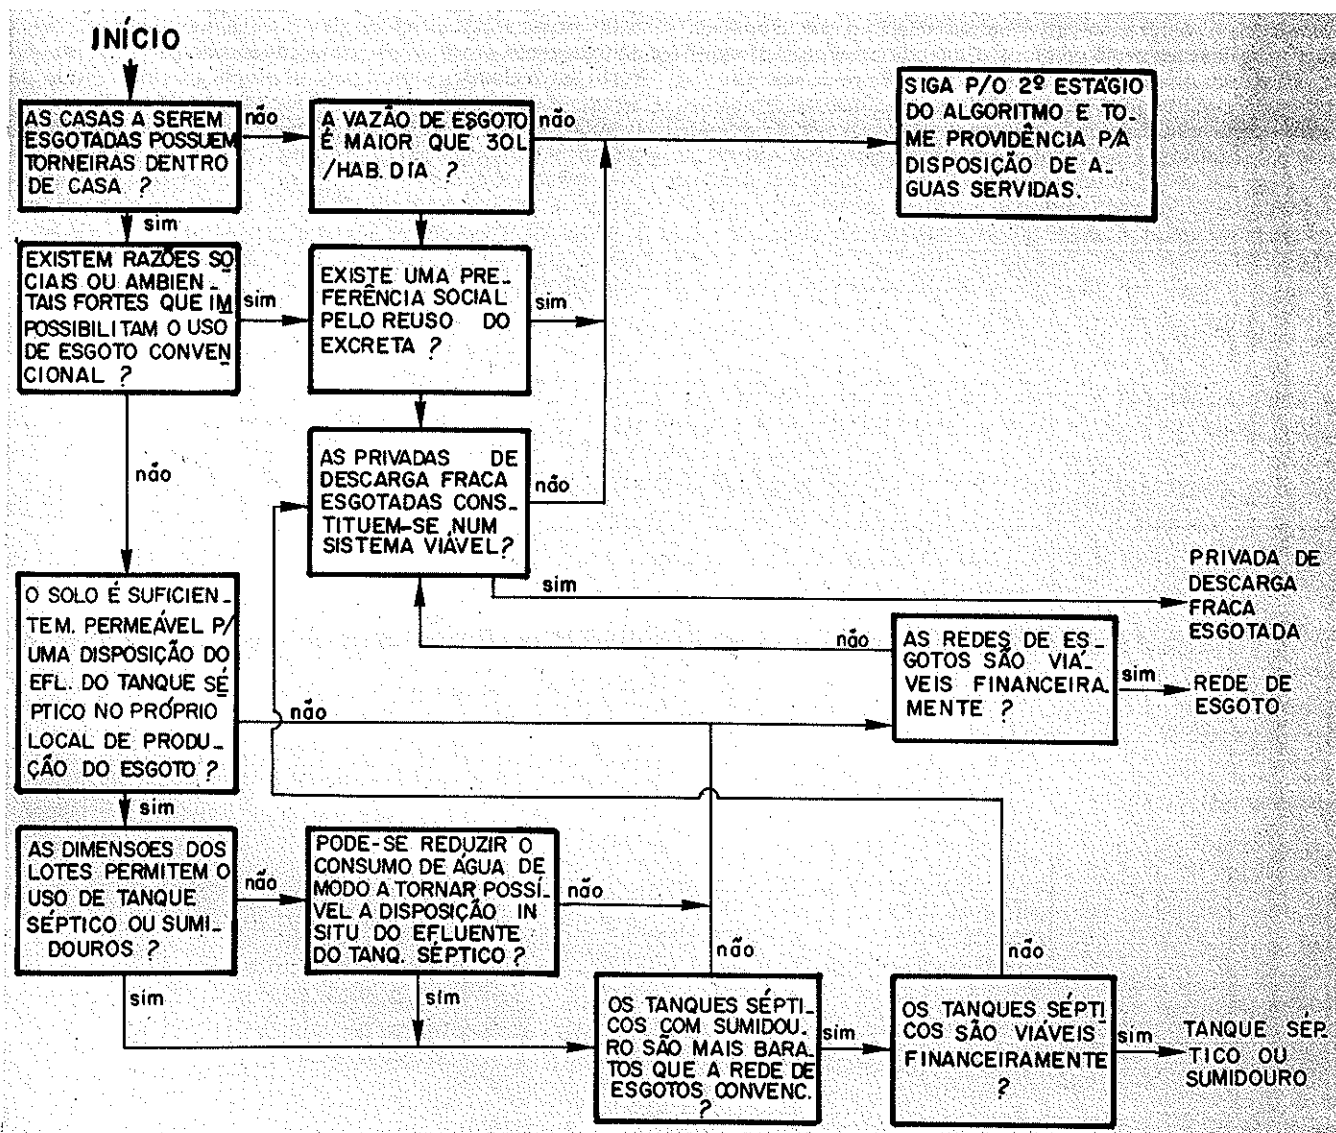 INÍCIO
AS CASAS A SEREM
ESGOTADAS POSSUEM
TORNEIRAS DENTRO
DE CASA ?
não
A VAZÃO DE ESGOTO
É MAIOR QUE 30L
/HAB. DIA ?
não
SIGA P/O 2º ESTÁGIO
DO ALGORITMO E TO_
ME PROVIDÊNCIA P/A
DISPOSIÇÃO DE A_
GUAS SERVIDAS.
sim
EXISTEM RAZÕES SO
CIAIS OU AMBIEN_
TAIS FORTES QUE IM
POSSIBILITAM O USO
DE ESGOTO CONVEN
CIONAL ?
sim
EXISTE UMA PRE_
FERÊNCIA SOCIAL
PELO REUSO DO
EXCRETA ?
sim
não
AS PRIVADAS DE
DESCARGA FRACA
ESGOTADAS CONS_
TITUEM-SE NUM
SISTEMA VIÁVEL?
não
sim
PRIVADA DE
DESCARGA
FRACA
ESGOTADA
O SOLO É SUFICIEN_
TEM. PERMEÁVEL P/
UMA DISPOSIÇÃO DO
EFL. DO TANQUE SÉ
PTICO NO PRÓPRIO
LOCAL DE PRODU_
ÇÃO DO ESGOTO ?
não
não
AS REDES DE ES_
GOTOS SÃO VIÁ_
VEIS FINANCEIRA_
MENTE ?
sim
REDE DE
ESGOTO
sim
AS DIMENSOES DOS
LOTES PERMITEM O
USO DE TANQUE
SÉPTICO OU SUMI_
DOUROS ?
não
PODE-SE REDUZIR O
CONSUMO DE ÁGUA DE
MODO A TORNAR POSSÍ_
VEL A DISPOSIÇÃO IN
SITU DO EFLUENTE
DO TANQ. SÉPTICO ?
não
sim
sim
não
OS TANQUES SÉPTI_
COS COM SUMIDOU_
RO SÃO MAIS BARA_
TOS QUE A REDE DE
ESGOTOS CONVENC.
?
sim
não
OS TANQUES SÉPTI
COS SÃO VIÁVEIS
FINANCEIRAMENTE
?
sim
TANQUE SÉP_
TICO OU
SUMIDOURO